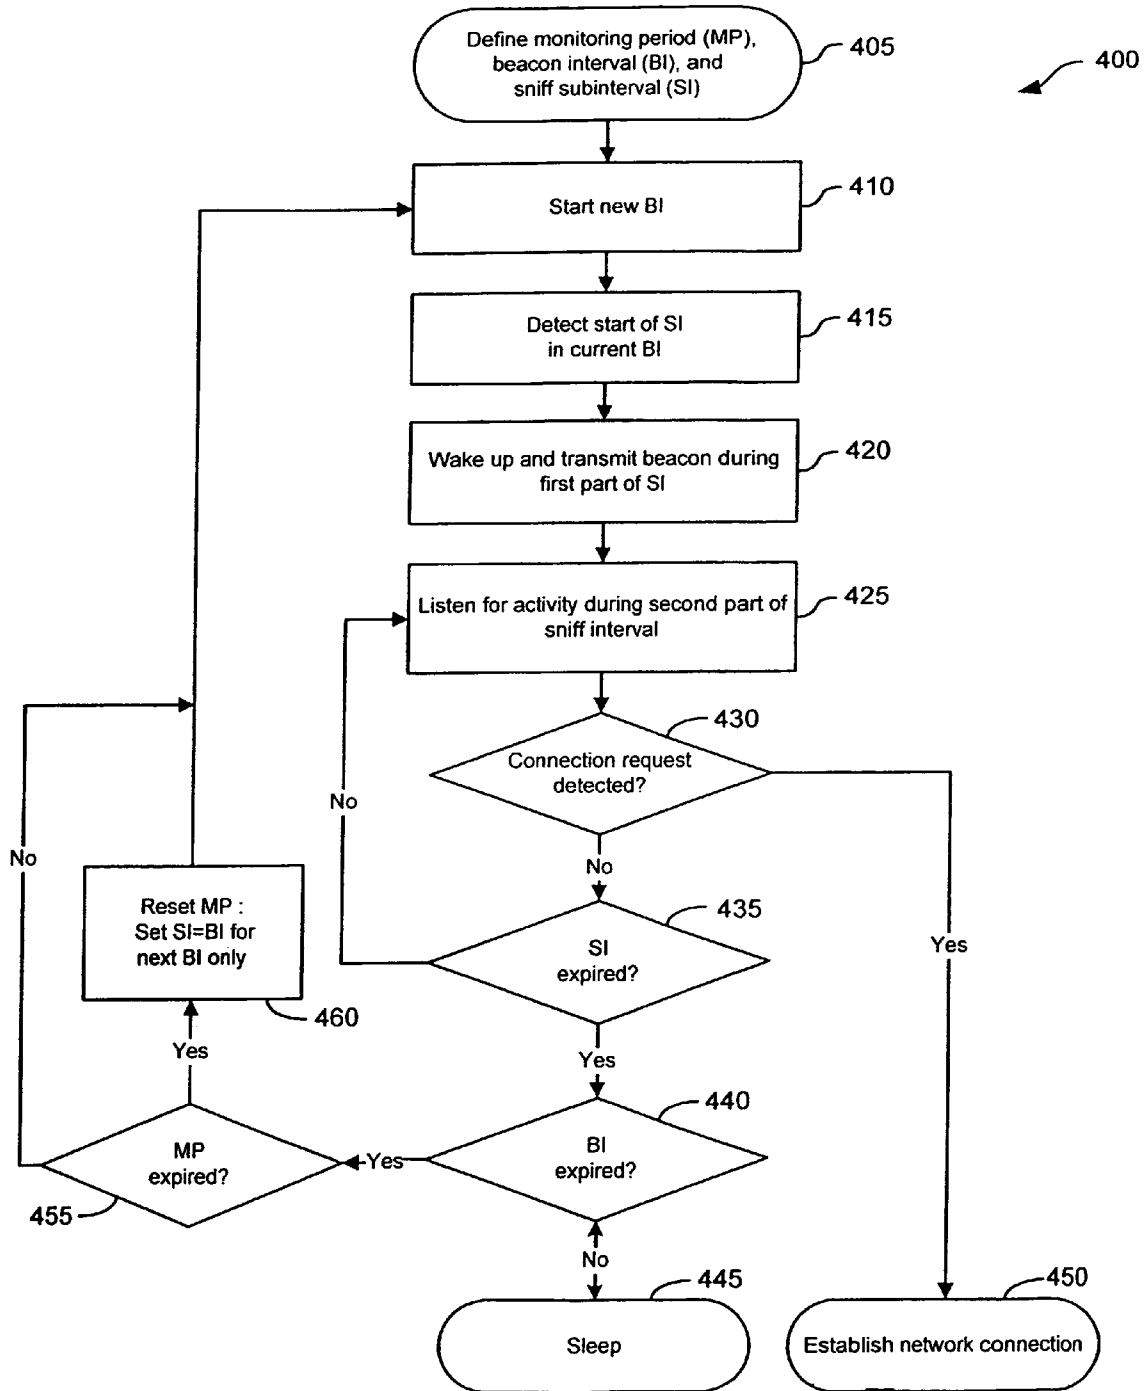 Define monitoring period (MP),
beacon interval (BI), and
sniff subinterval (SI)
405
400
Start new BI
410
Detect start of SI
in current BI
415
Wake up and transmit beacon during
first part of SI
420
Listen for activity during second part of
sniff interval
425
Connection request
detected?
430
No
No
No
Yes
Reset MP :
Set SI=BI for
next BI only
460
SI
expired?
435
Yes
Yes
MP
expired?
455
Yes
BI
expired?
440
No
Sleep
445
Establish network connection
450